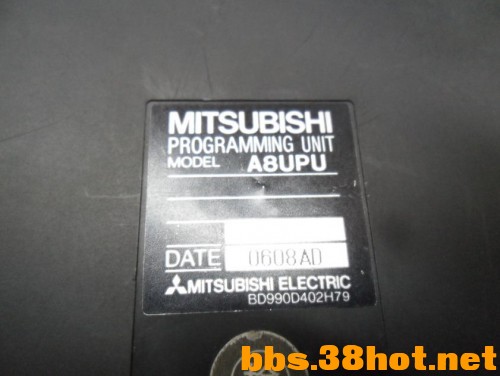 MITSUBISHI
PROGRAMMING UNIT
MODEL A8UPU
DATE 0608AD
MITSUBISHI ELECTRIC
BD990D402H79
bbs.38hot.net